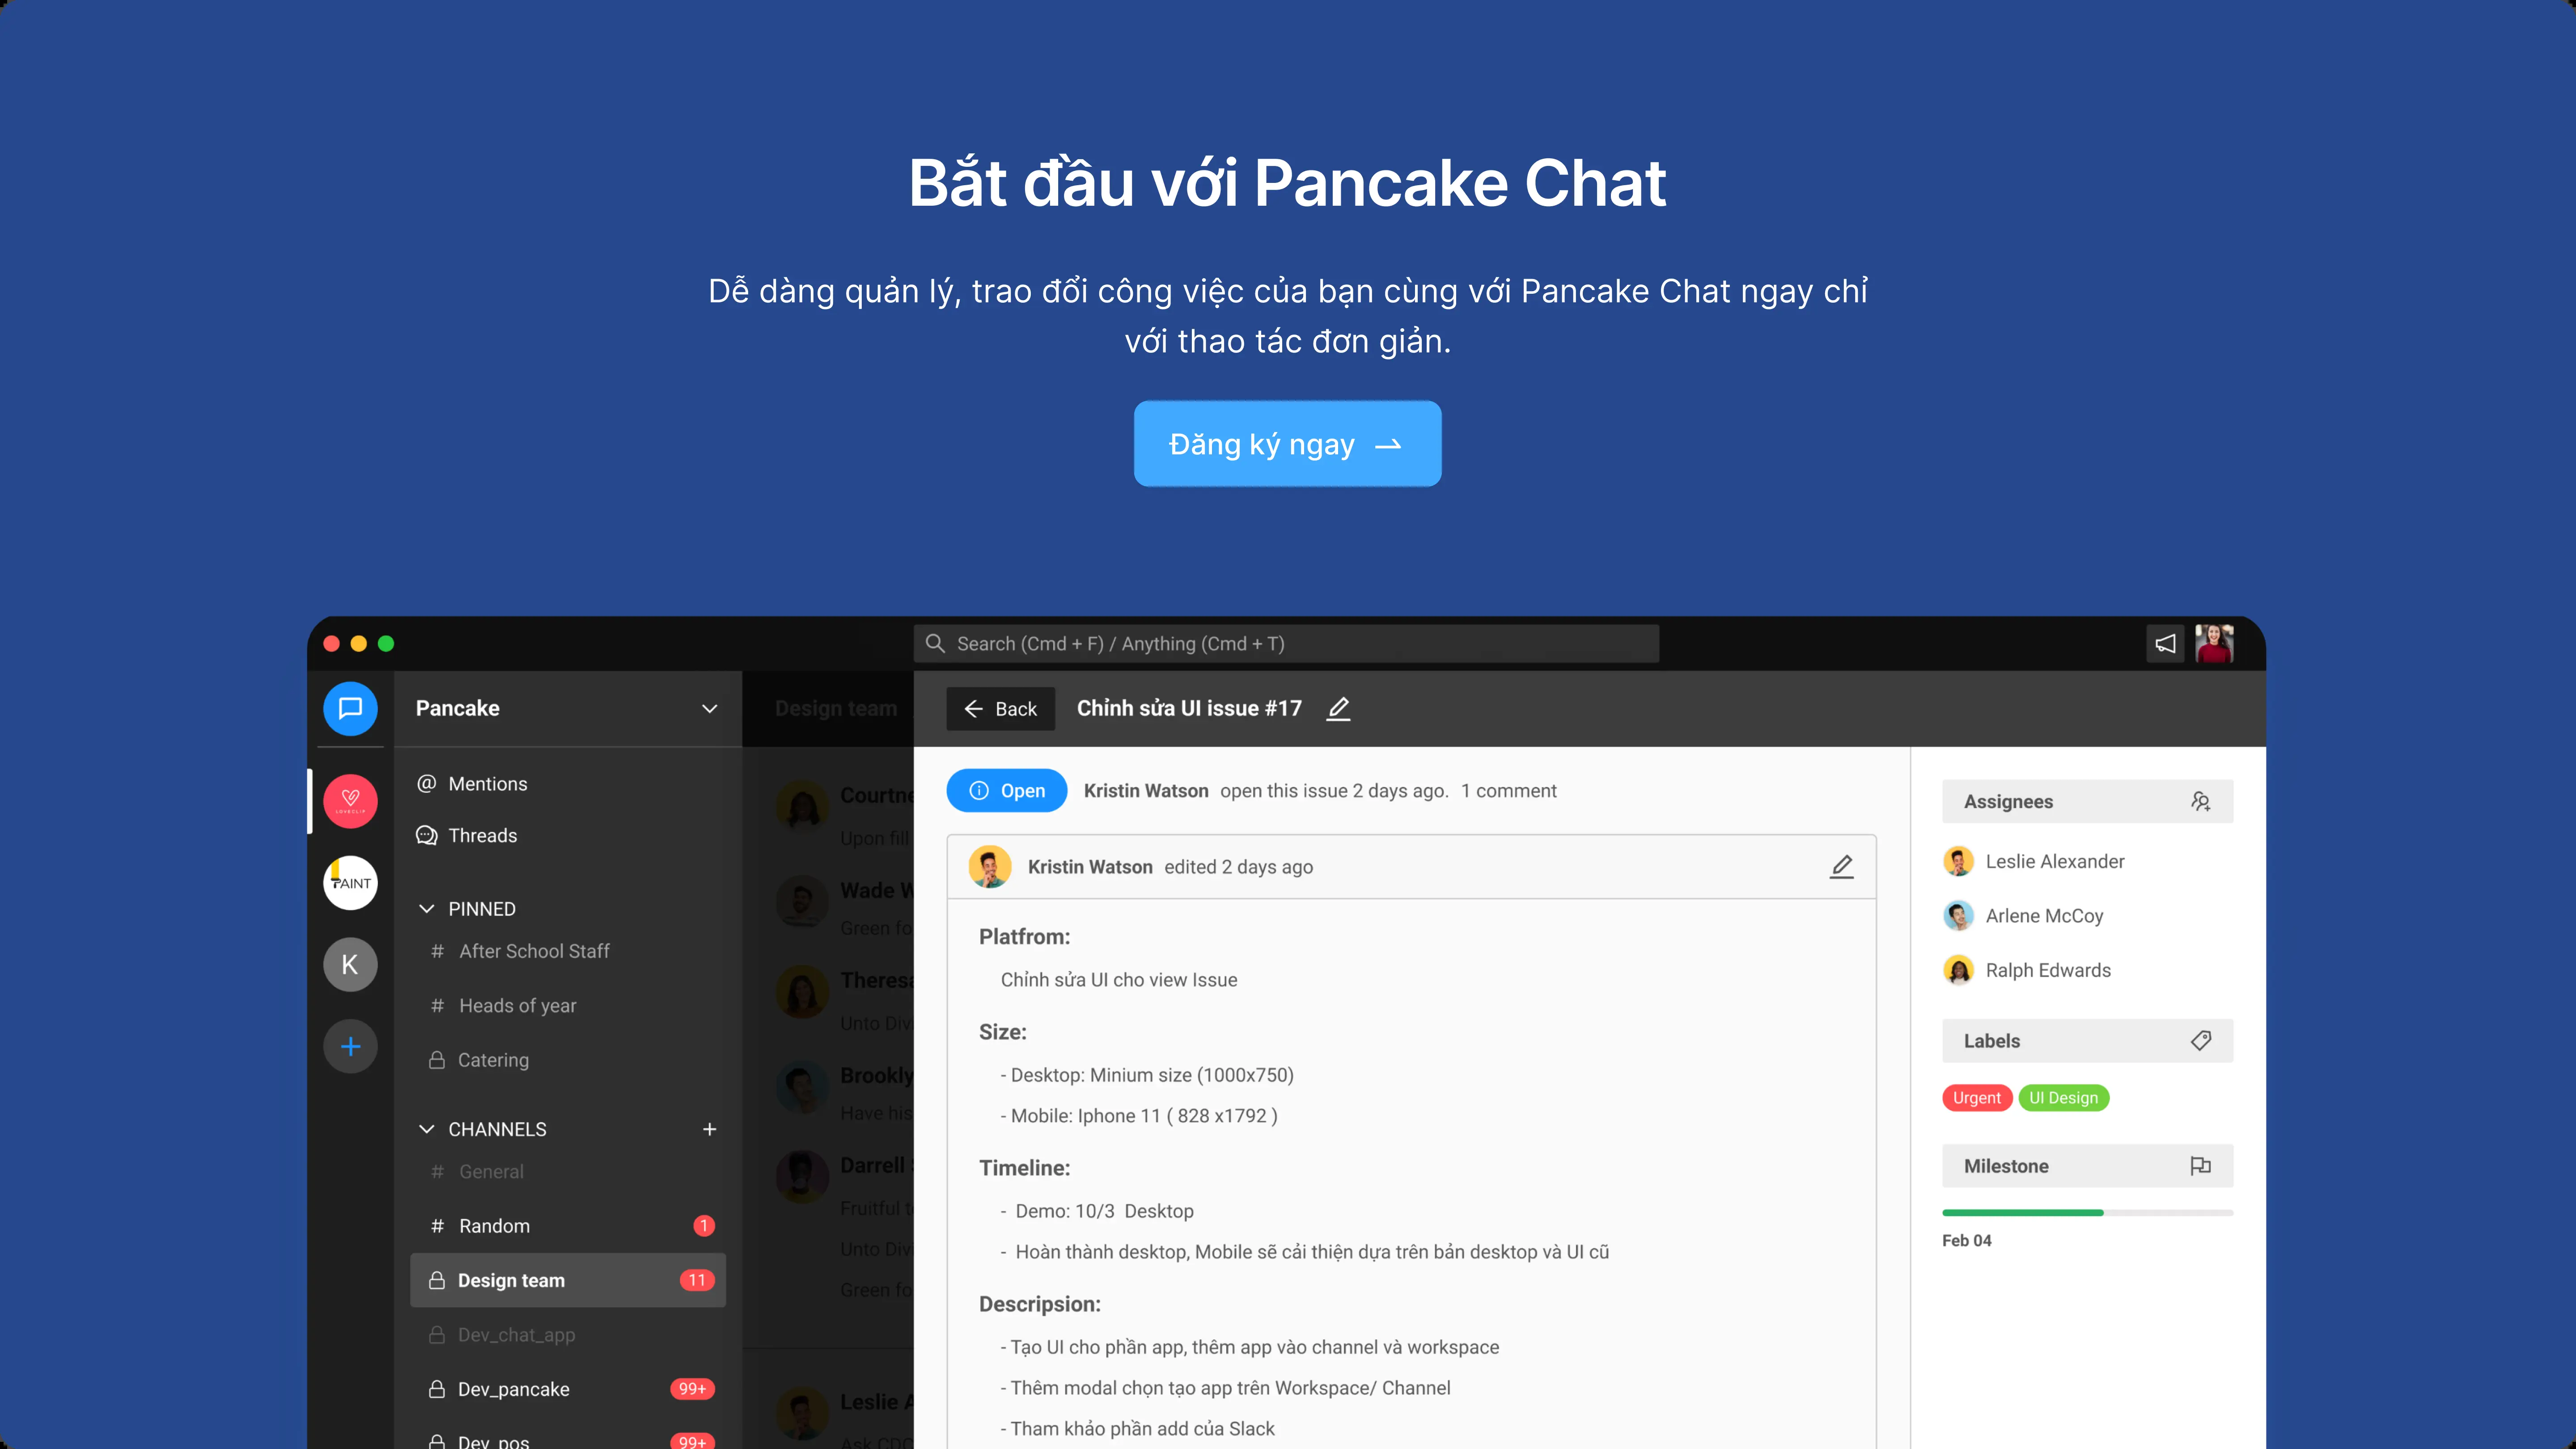 Bắt đầu với Pancake Chat
Dễ dàng quản lý, trao đổi công việc của bạn cùng với Pancake Chat ngay chỉ
với thao tác đơn giản.
Đăng ký ngay
Search (Cmd + F) / Anything (Cmd + T)
Pancake
Design team
Back
Chỉnh sửa UI issue #17
Mentions
Threads
PAINT
K
PINNED
# After School Staff
# Heads of year
Catering
CHANNELS +
# General
# Random 1
Design team 11
Dev_chat_app
Dev_pancake 99+
Dev_pos 99+
Courtne
Upon fill
Wade W
Green fo
Theresa
Unto Divi
Brookly
Have his
Darrell
Fruitful t
Unto Divi
Green fo
Leslie A
Ask CDC
Open
Kristin Watson open this issue 2 days ago. 1 comment
Kristin Watson edited 2 days ago
Platfrom:
Chỉnh sửa UI cho view Issue
Size:
- Desktop: Minium size (1000x750)
- Mobile: Iphone 11 ( 828 x1792 )
Timeline:
- Demo: 10/3 Desktop
- Hoàn thành desktop, Mobile sẽ cải thiện dựa trên bản desktop và UI cũ
Descripsion:
- Tạo UI cho phần app, thêm app vào channel và workspace
- Thêm modal chọn tạo app trên Workspace/ Channel
- Tham khảo phần add của Slack
Assignees
Leslie Alexander
Arlene McCoy
Ralph Edwards
Labels
Urgent UI Design
Milestone
Feb 04